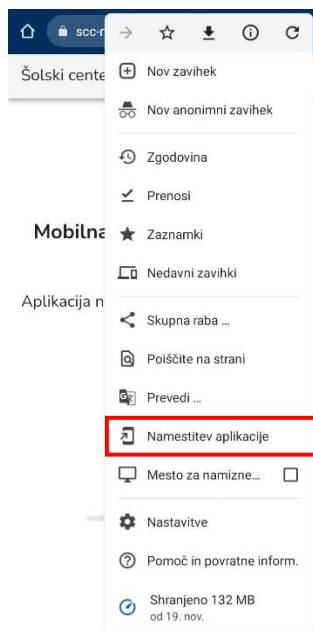 scc-r
Šolski cente
Nov zavihek
Nov anonimni zavihek
Zgodovina
Prenosi
Mobilna
Zaznamki
Nedavni zavihki
Aplikacija n
Skupna raba ...
Poiščite na strani
Prevedi ...
Namestitev aplikacije
Mesto za namizne...
Nastavitve
Pomoč in povratne inform.
Shranjeno 132 MB
od 19. nov.